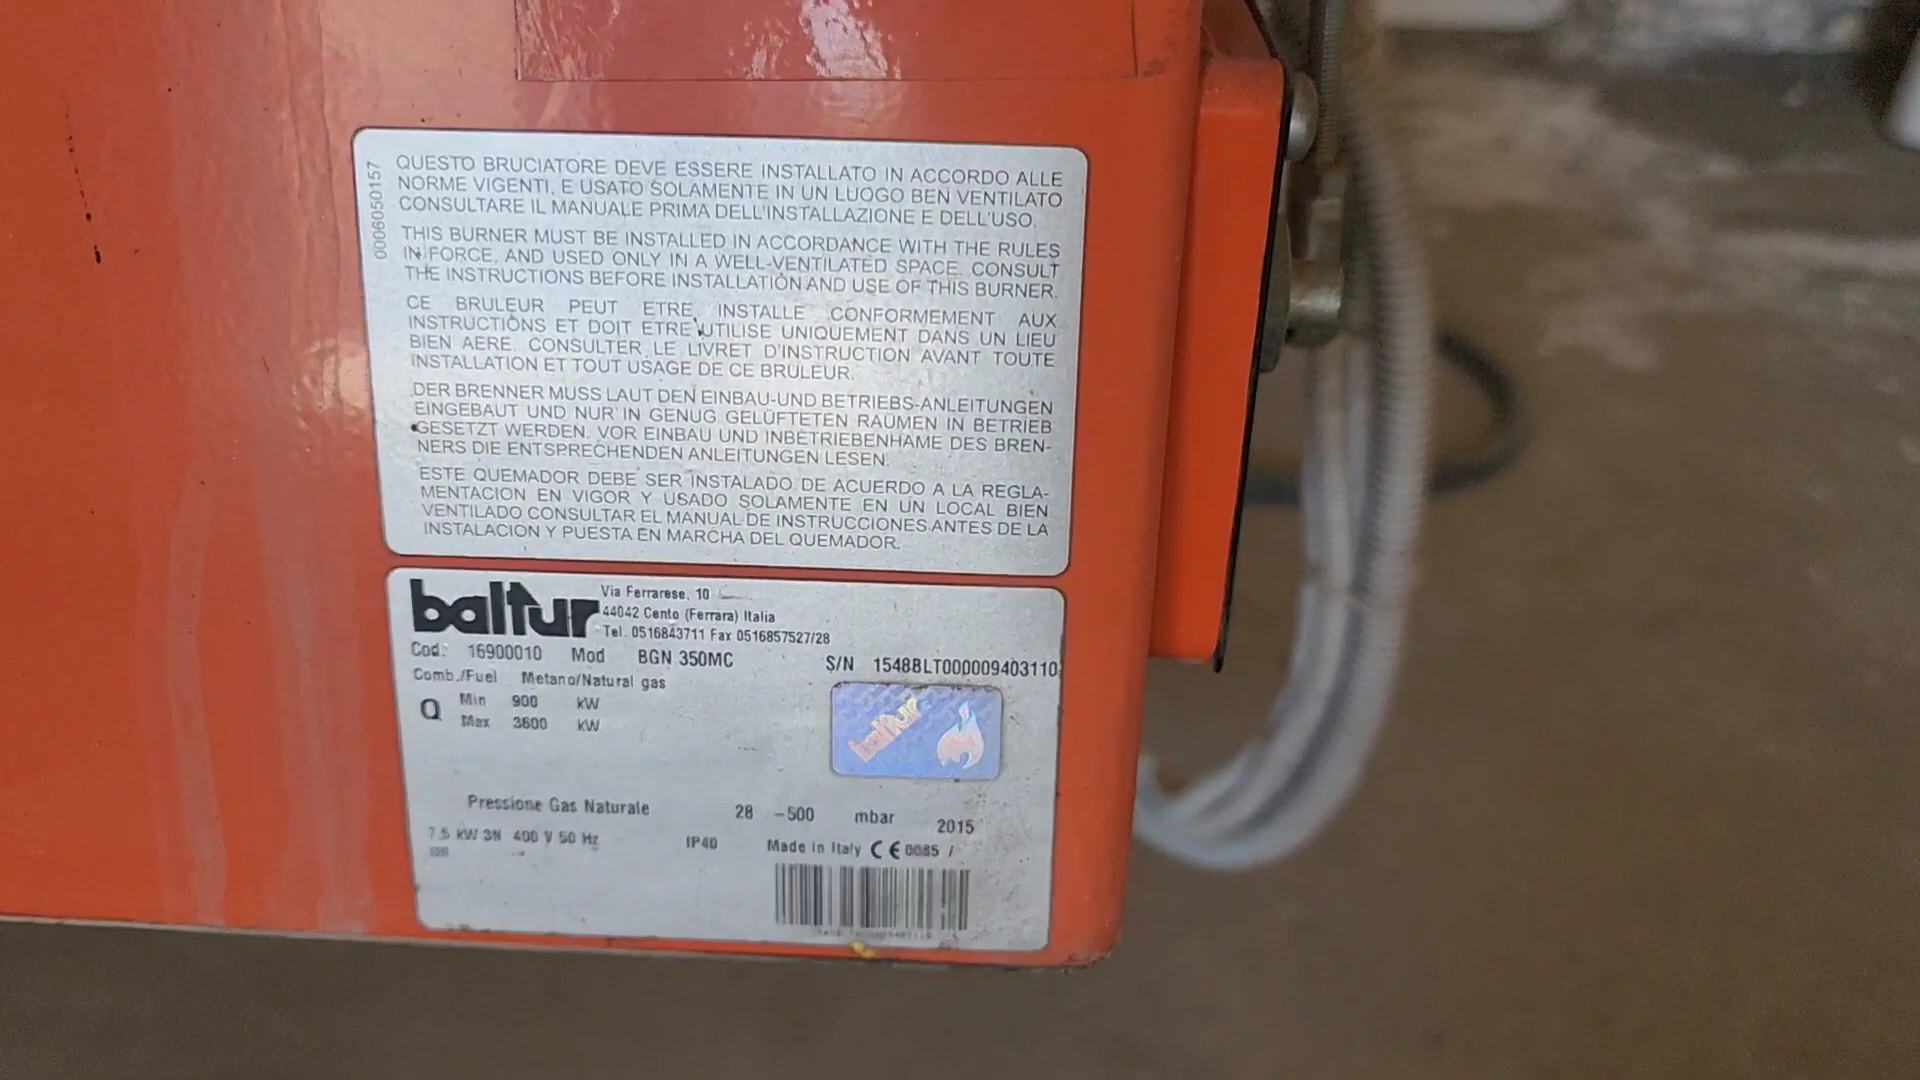 0006050157
QUESTO BRUCIATORE DEVE ESSERE INSTALLATO IN ACCORDO ALLE
NORME VIGENTI, E USATO SOLAMENTE IN UN LUOGO BEN VENTILATO
CONSULTARE IL MANUALE PRIMA DELL'INSTALLAZIONE E DELL'USO.
THIS BURNER MUST BE INSTALLED IN ACCORDANCE WITH THE RULES
IN FORCE, AND USED ONLY IN A WELL-VENTILATED SPACE. CONSULT
THE INSTRUCTIONS BEFORE INSTALLATION AND USE OF THIS BURNER.
CE BRULEUR PEUT ETRE INSTALLE CONFORMEMENT AUX
INSTRUCTIONS ET DOIT ETRE UTILISE UNIQUEMENT DANS UN LIEU
BIEN AERE. CONSULTER LE LIVRET D'INSTRUCTION AVANT TOUTE
INSTALLATION ET TOUT USAGE DE CE BRULEUR.
DER BRENNER MUSS LAUT DEN EINBAU-UND BETRIEBS-ANLEITUNGEN
EINGEBAUT UND NUR IN GENUG GELÜFTETEN RAUMEN IN BETRIEB
GESETZT WERDEN. VOR EINBAU UND INBETRIEBENHAME DES BREN-
NERS DIE ENTSPRECHENDEN ANLEITUNGEN LESEN.
ESTE QUEMADOR DEBE SER INSTALADO DE ACUERDO A LA REGLA-
MENTACION EN VIGOR Y USADO SOLAMENTE EN UN LOCAL BIEN
VENTILADO CONSULTAR EL MANUAL DE INSTRUCCIONES ANTES DE LA
INSTALACION Y PUESTA EN MARCHA DEL QUEMADOR.
baltur
Via Ferrarese, 10
44042 Cento (Ferrara) Italia
Tel. 0516843711 Fax 0516857527/28
Cod.: 16900010 Mod BGN 350MC S/N 1548BLT000009403110
Comb./Fuel Metano/Natural gas
Q Min 900 kW
Max 3600 kW
baltur
Pressione Gas Naturale 28 -500 mbar 2015
7.5 kW 3N 400 V 50 Hz IP40 Made in Italy CE 0085 /